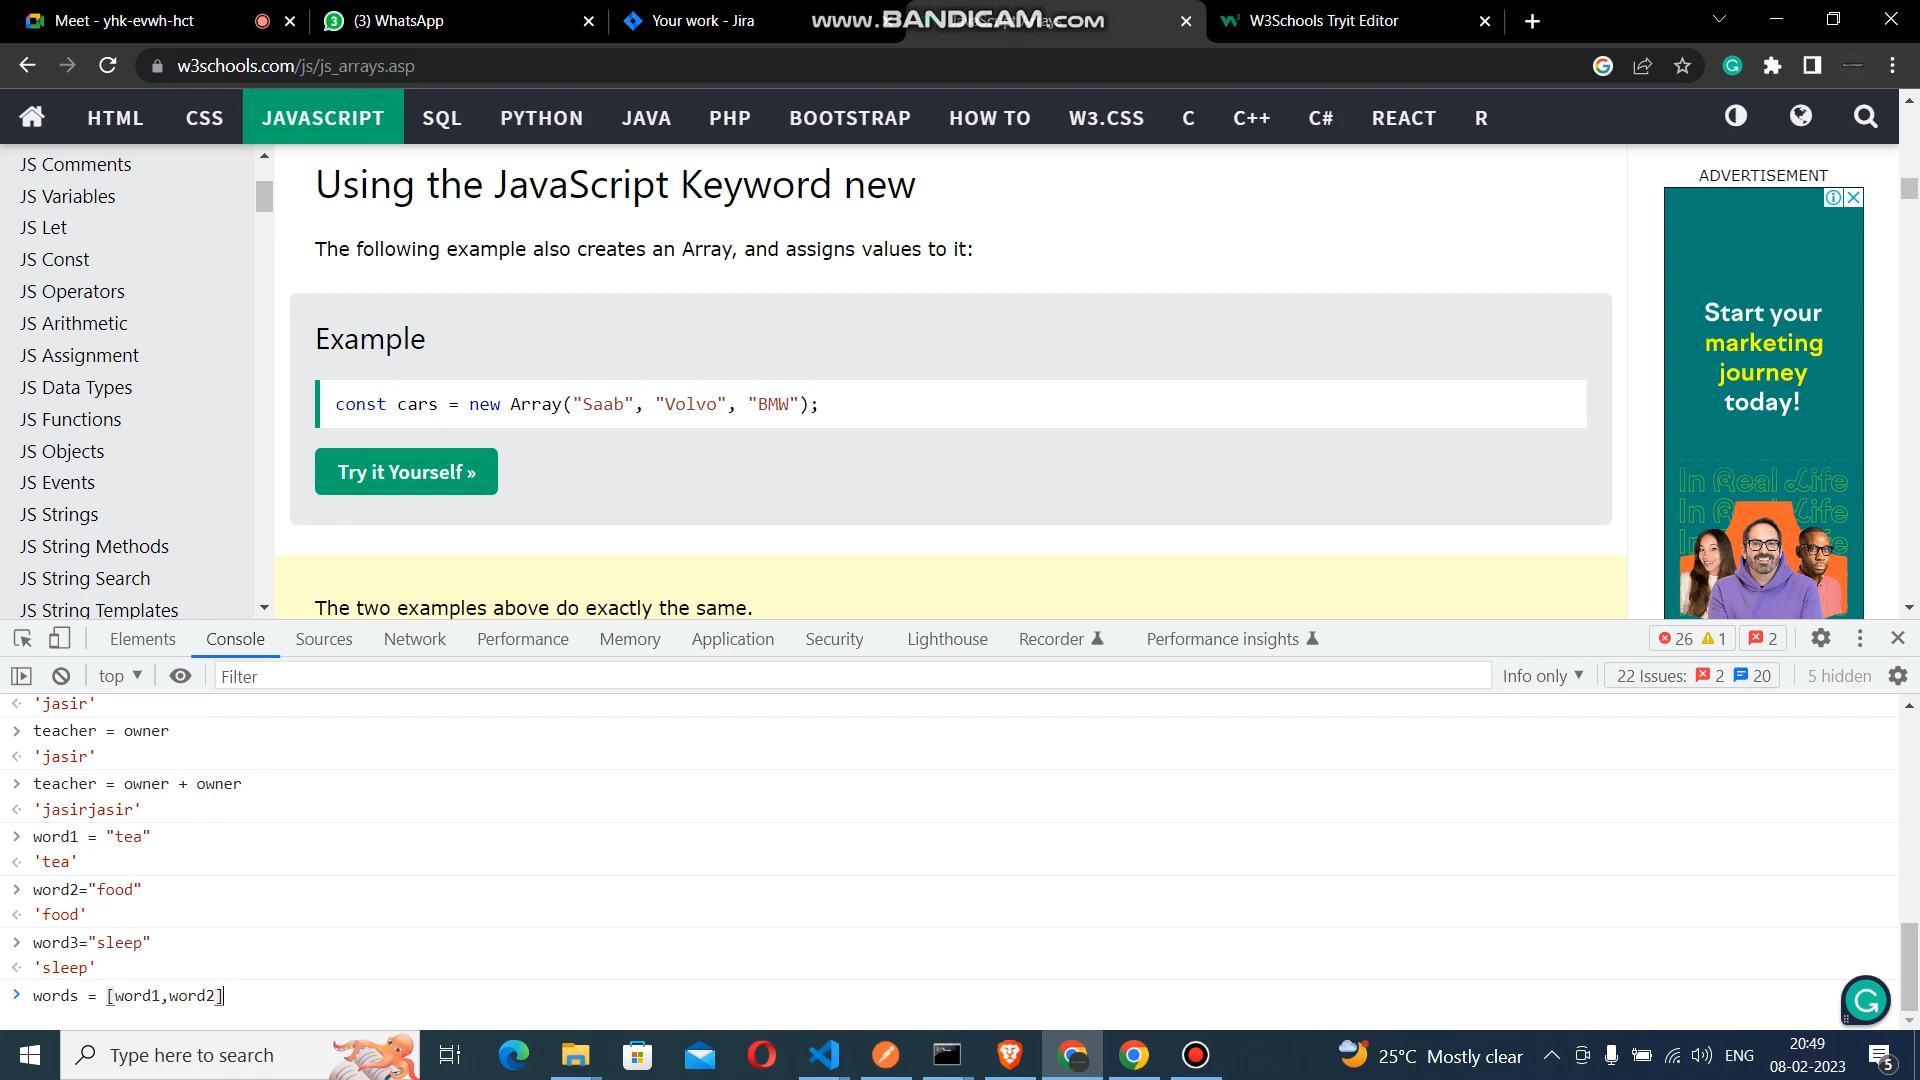 Meet - yhk-evwh-hct
(3) WhatsApp
Your work - Jira
www.BANDICAM.com
W3Schools Tryit Editor
w3schools.com/js/js_arrays.asp
HTML CSS JAVASCRIPT SQL PYTHON JAVA PHP BOOTSTRAP HOW TO W3.CSS C C++ C# REACT R
JS Comments
JS Variables
JS Let
JS Const
JS Operators
JS Arithmetic
JS Assignment
JS Data Types
JS Functions
JS Objects
JS Events
JS Strings
JS String Methods
JS String Search
JS String Templates
Using the JavaScript Keyword new
The following example also creates an Array, and assigns values to it:
Example
const cars = new Array("Saab", "Volvo", "BMW");
Try it Yourself »
The two examples above do exactly the same.
ADVERTISEMENT
Start your
marketing
journey
today!
In Real Life
In Real Life
Elements Console Sources Network Performance Memory Application Security Lighthouse Recorder Performance insights 26 1 2
top Filter Info only 22 Issues: 2 20 5 hidden
'jasir'
teacher = owner
'jasir'
teacher = owner + owner
'jasirjasir'
word1 = "tea"
'tea'
word2="food"
'food'
word3="sleep"
'sleep'
words = [word1,word2]
Type here to search
25°C Mostly clear
ENG
20:49
08-02-2023
5